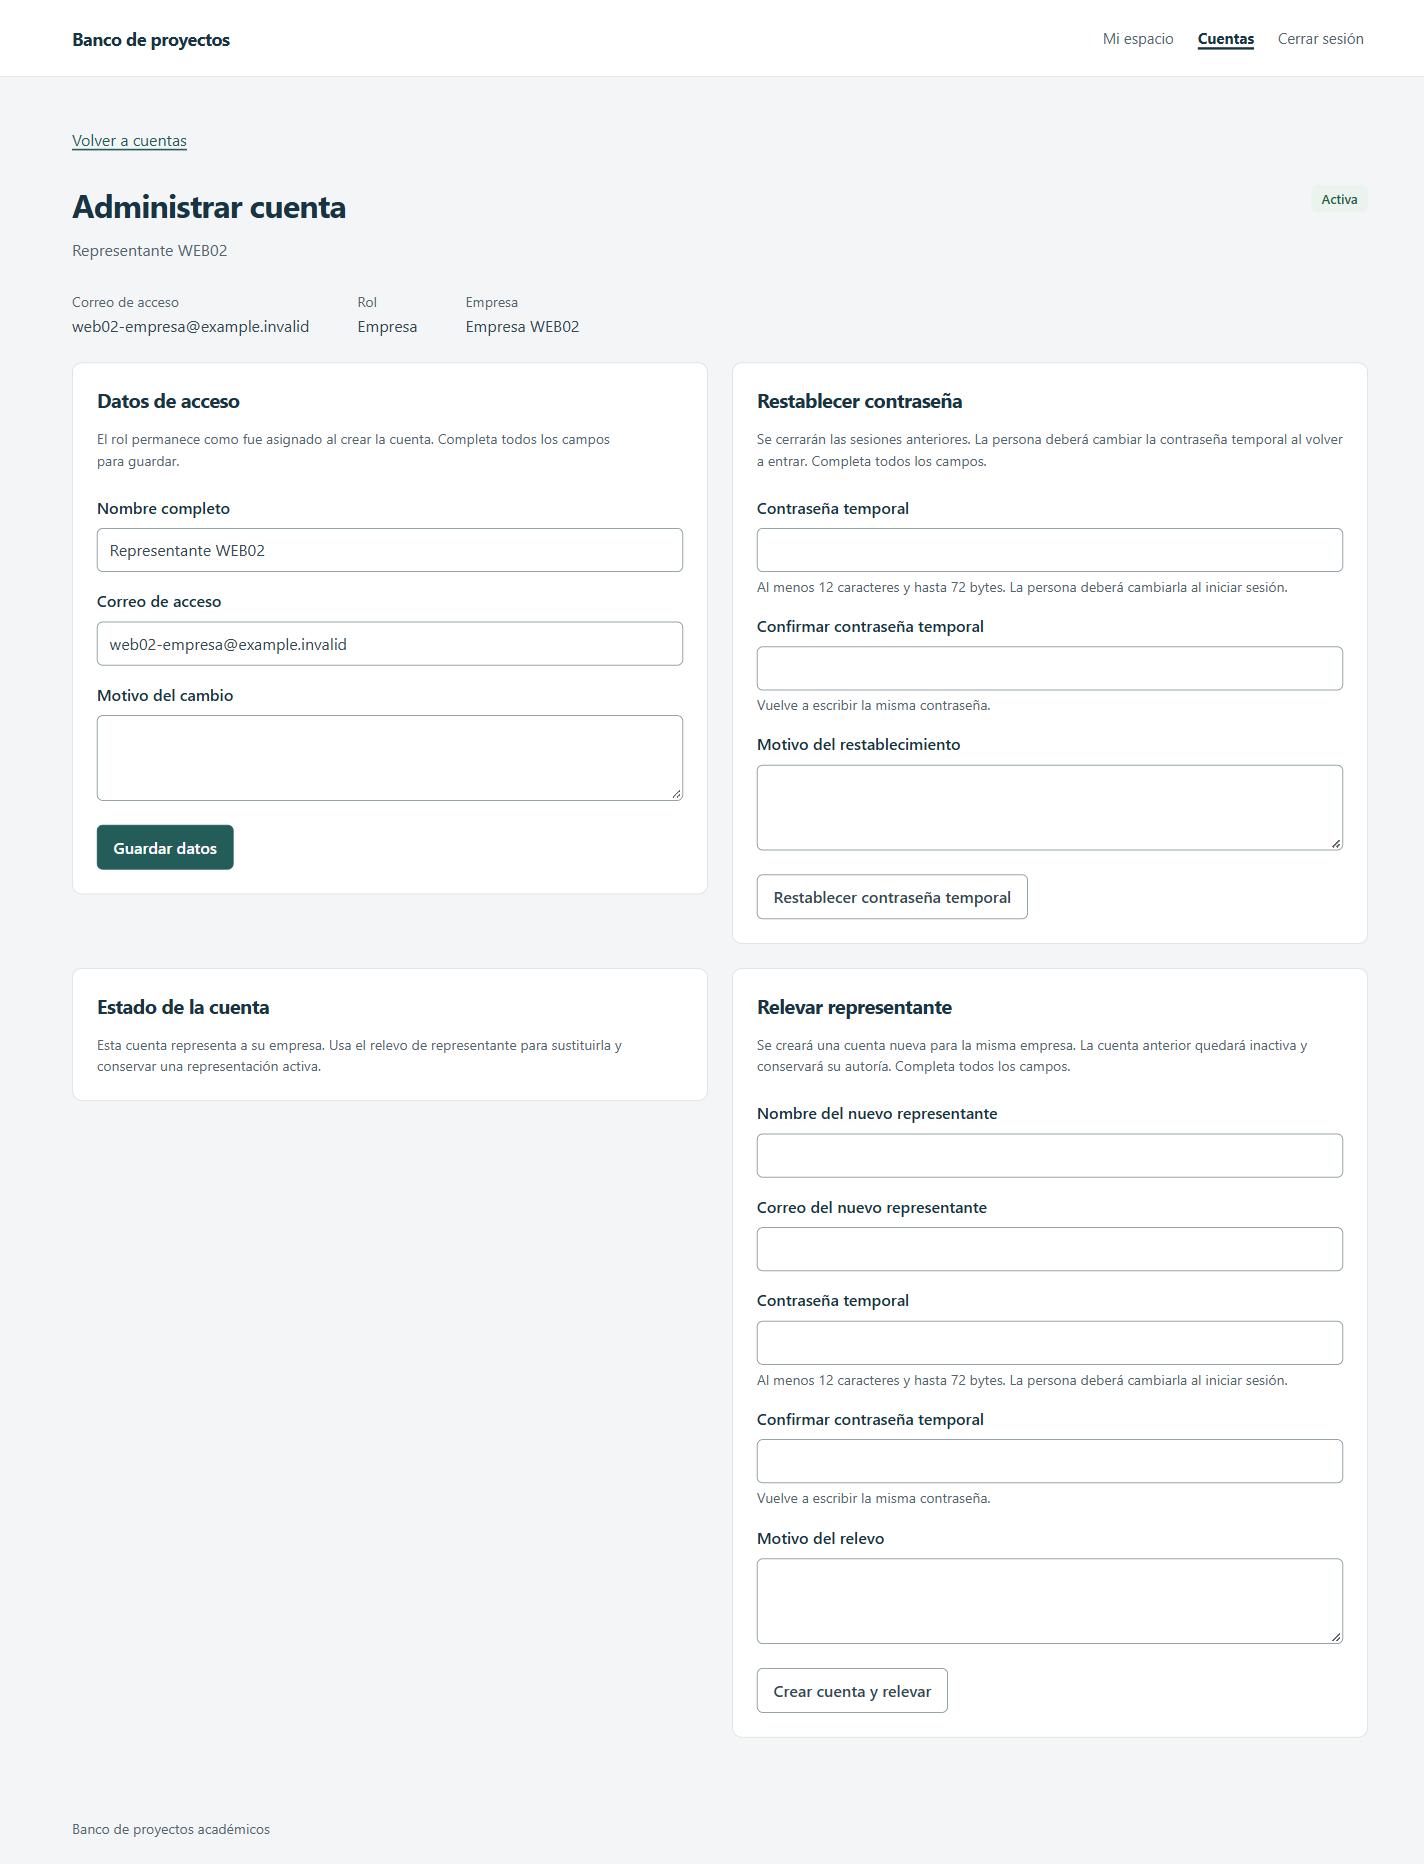 Banco de proyectos
Mi espacio
Cuentas
Cerrar sesión
Volver a cuentas
Administrar cuenta
Activa
Representante WEB02
Correo de acceso
web02-empresa@example.invalid
Rol
Empresa
Empresa
Empresa WEB02
Datos de acceso
El rol permanece como fue asignado al crear la cuenta. Completa todos los campos
para guardar.
Nombre completo
Representante WEB02
Correo de acceso
web02-empresa@example.invalid
Motivo del cambio
Guardar datos
Restablecer contraseña
Se cerrarán las sesiones anteriores. La persona deberá cambiar la contraseña temporal al volver
a entrar. Completa todos los campos.
Contraseña temporal
Al menos 12 caracteres y hasta 72 bytes. La persona deberá cambiarla al iniciar sesión.
Confirmar contraseña temporal
Vuelve a escribir la misma contraseña.
Motivo del restablecimiento
Restablecer contraseña temporal
Estado de la cuenta
Esta cuenta representa a su empresa. Usa el relevo de representante para sustituirla y
conservar una representación activa.
Relevar representante
Se creará una cuenta nueva para la misma empresa. La cuenta anterior quedará inactiva y
conservará su autoría. Completa todos los campos.
Nombre del nuevo representante
Correo del nuevo representante
Contraseña temporal
Al menos 12 caracteres y hasta 72 bytes. La persona deberá cambiarla al iniciar sesión.
Confirmar contraseña temporal
Vuelve a escribir la misma contraseña.
Motivo del relevo
Crear cuenta y relevar
Banco de proyectos académicos